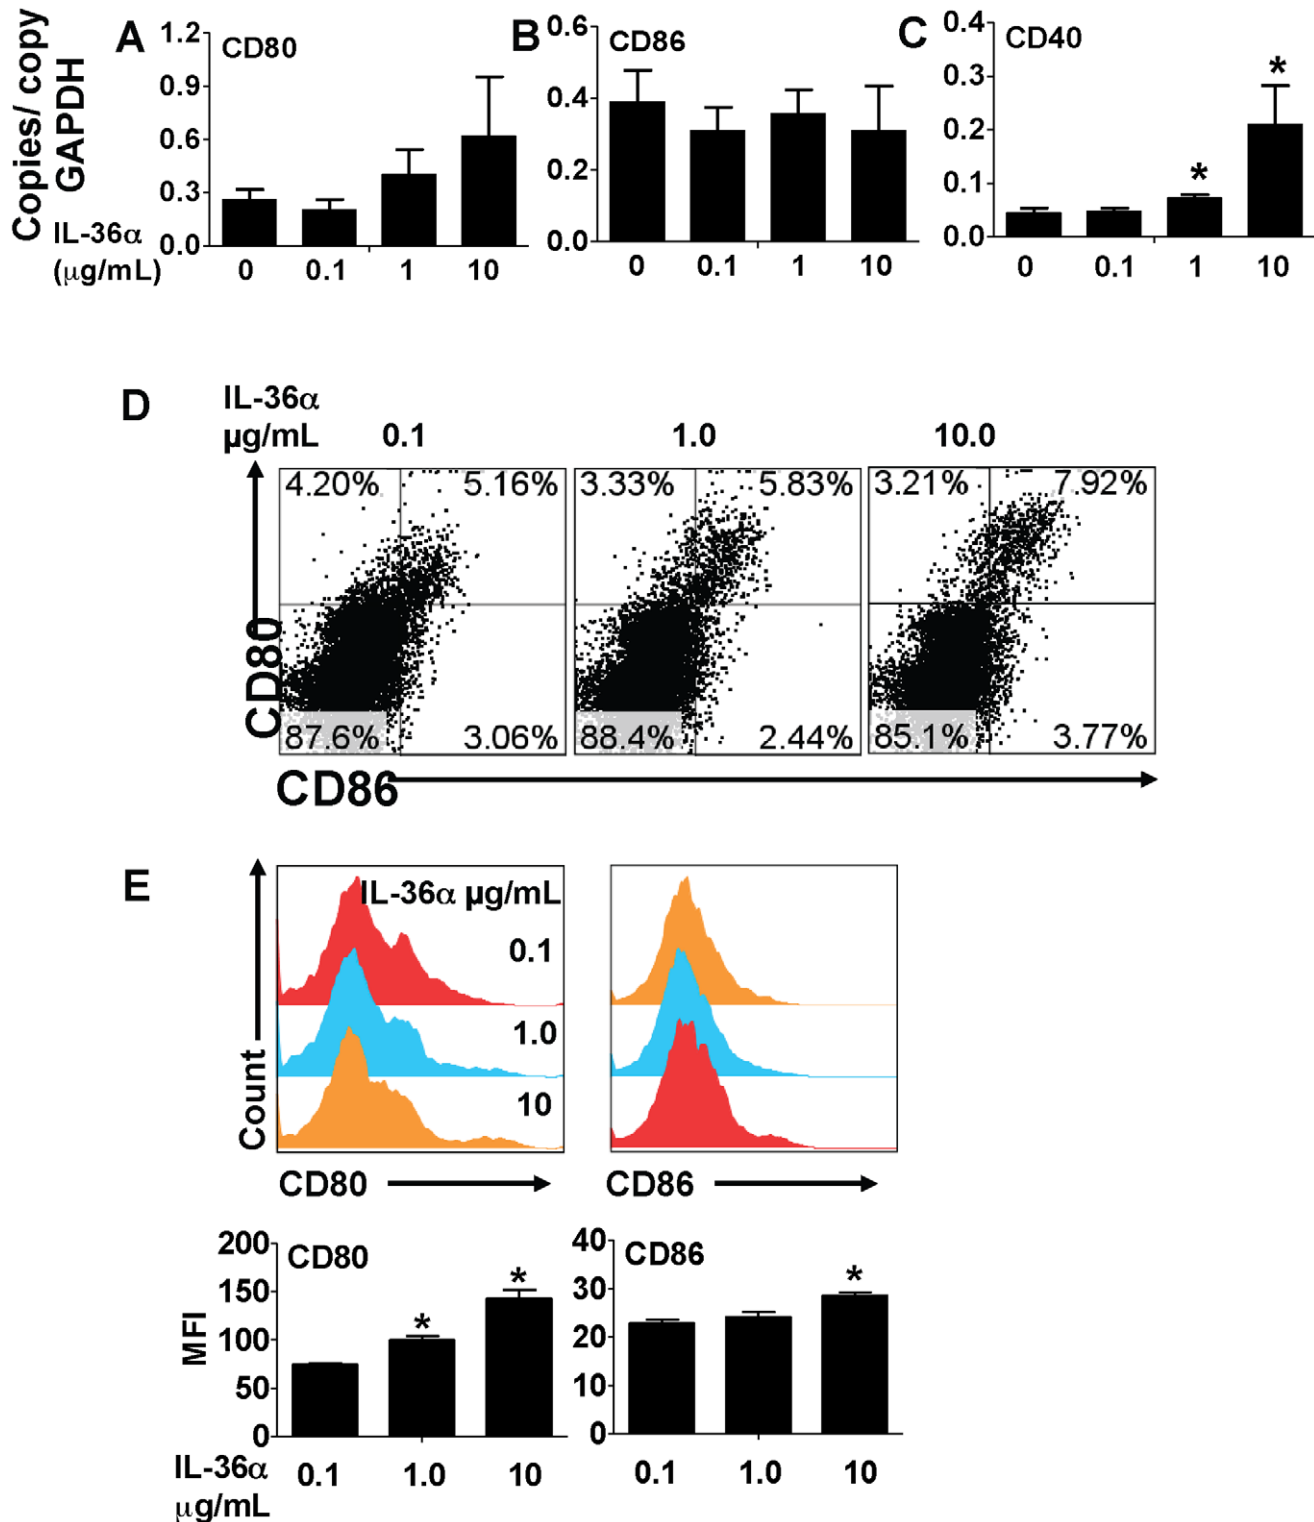 A
CD80
Copies/ copy
GAPDH
1.2
0.9
0.6
0.3
0.0
IL-36α
(μg/mL)
0 0.1 1 10
B
CD86
0.6
0.4
0.2
0.0
0 0.1 1 10
C
CD40
0.4
0.3
0.2
0.1
0.0
* *
0 0.1 1 10
D
IL-36α
μg/mL 0.1 1.0 10.0
4.20% 5.16% 3.33% 5.83% 3.21% 7.92%
CD80
87.6% 3.06% 88.4% 2.44% 85.1% 3.77%
CD86
E
IL-36α μg/mL
0.1
1.0
10
Count
CD80 CD86
200
150
100
50
0
MFI
CD80
* *
IL-36α
μg/mL
0.1 1.0 10
40
30
20
10
0
CD86
*
0.1 1.0 10